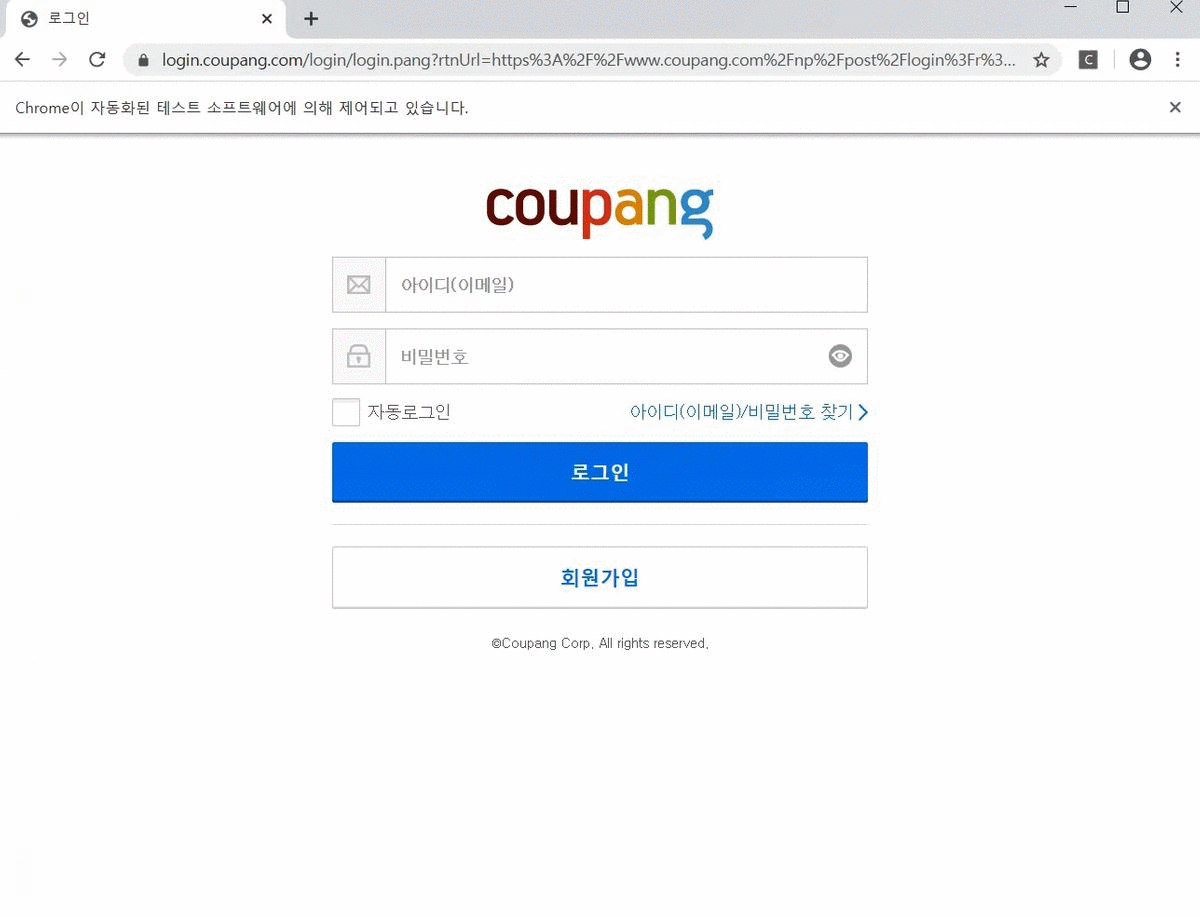 로그인
login.coupang.com/login/login.pang?rtnUrl=https%3A%2F%2Fwww.coupang.com%2Fnp%2Fpost%2Flogin%3Fr%3...
C
Chrome이 자동화된 테스트 소프트웨어에 의해 제어되고 있습니다.
coupang
아이디(이메일)
비밀번호
자동로그인 아이디(이메일)/비밀번호 찾기
로그인
회원가입
©Coupang Corp. All rights reserved.